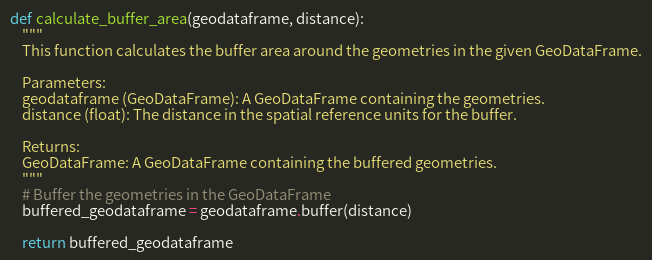 def calculate_buffer_area(geodataframe, distance):
"""
This function calculates the buffer area around the geometries in the given GeoDataFrame.
Parameters:
geodataframe (GeoDataFrame): A GeoDataFrame containing the geometries.
distance (float): The distance in the spatial reference units for the buffer.
Returns:
GeoDataFrame: A GeoDataFrame containing the buffered geometries.
"""
# Buffer the geometries in the GeoDataFrame
buffered_geodataframe = geodataframe.buffer(distance)
return buffered_geodataframe